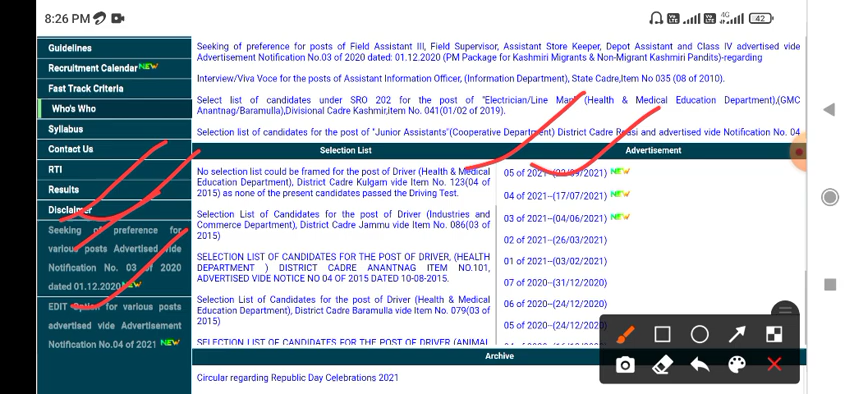 8:26 PM
4G
42
Guidelines
Recruitment Calendar NEW
Fast Track Criteria
Who's Who
Syllabus
Contact Us
RTI
Results
Disclaimer
Seeking of preference for
various posts Advertised vide
Notification No. 03 of 2020
dated 01.12.2020 NEW
EDIT Option for various posts
advertised vide Advertisement
Notification No.04 of 2021 NEW
Seeking of preference for posts of Field Assistant III, Field Supervisor, Assistant Store Keeper, Depot Assistant and Class IV advertised vide
Advertisement Notification No.03 of 2020 dated: 01.12.2020 (PM Package for Kashmiri Migrants & Non-Migrant Kashmiri Pandits)-regarding
Interview/Viva Voce for the posts of Assistant Information Officer, (Information Department), State Cadre,Item No 035 (08 of 2010).
Select list of candidates under SRO 202 for the post of "Electrician/Line Man" (Health & Medical Education Department),(GMC
Anantnag/Baramulla),Divisional Cadre Kashmir,item No. 041(01/02 of 2019).
Selection list of candidates for the post of "Junior Assistants"(Cooperative Department) District Cadre Reasi and advertised vide Notification No. 04
Selection List
No selection list could be framed for the post of Driver (Health & Medical
Education Department), District Cadre Kulgam vide Item No. 123(04 of
2015) as none of the present candidates passed the Driving Test.
Selection List of Candidates for the post of Driver (Industries and
Commerce Department), District Cadre Jammu vide Item No. 086(03 of
2015)
SELECTION LIST OF CANDIDATES FOR THE POST OF DRIVER, (HEALTH
DEPARTMENT ) DISTRICT CADRE ANANTNAG ITEM NO.101,
ADVERTISED VIDE NOTICE NO 04 OF 2015 DATED 10-08-2015.
Selection List of Candidates for the post of Driver (Health & Medical
Education Department), District Cadre Baramulla vide Item No. 079(03 of
2015)
SELECTION LIST OF CANDIDATES FOR THE POST OF DRIVER (ANIMAL
Advertisement
05 of 2021--(22/09/2021) NEW
04 of 2021--(17/07/2021) NEW
03 of 2021--(04/06/2021) NEW
02 of 2021--(26/03/2021)
01 of 2021--(03/02/2021)
07 of 2020--(31/12/2020)
06 of 2020--(24/12/2020)
05 of 2020--(24/12/2020)
Archive
Circular regarding Republic Day Celebrations 2021